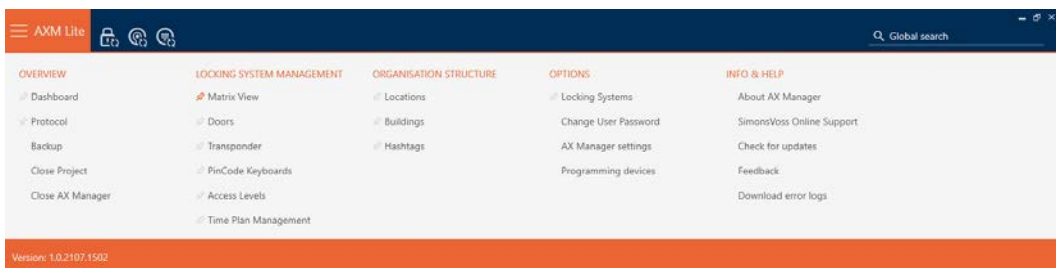 AXM Lite
Global search
OVERVIEW
Dashboard
Protocol
Backup
Close Project
Close AX Manager
LOCKING SYSTEM MANAGEMENT
Matrix View
Doors
Transponder
PinCode Keyboards
Access Levels
Time Plan Management
ORGANISATION STRUCTURE
Locations
Buildings
Hashtags
OPTIONS
Locking Systems
Change User Password
AX Manager settings
Programming devices
INFO & HELP
About AX Manager
SimonsVoss Online Support
Check for updates
Feedback
Download error logs
Version: 1.0.2107.1502